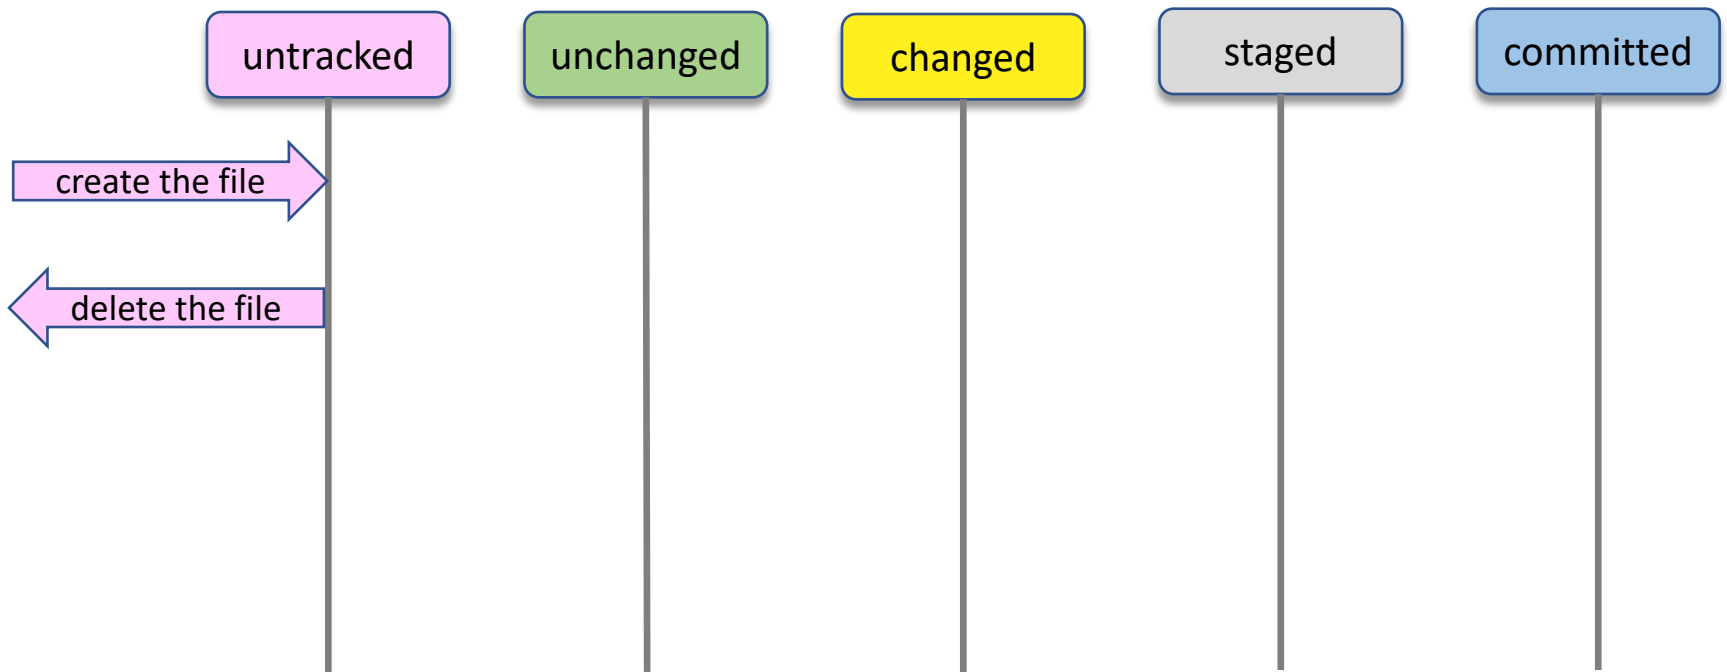 untracked
unchanged
changed
staged
committed
create the file
delete the file